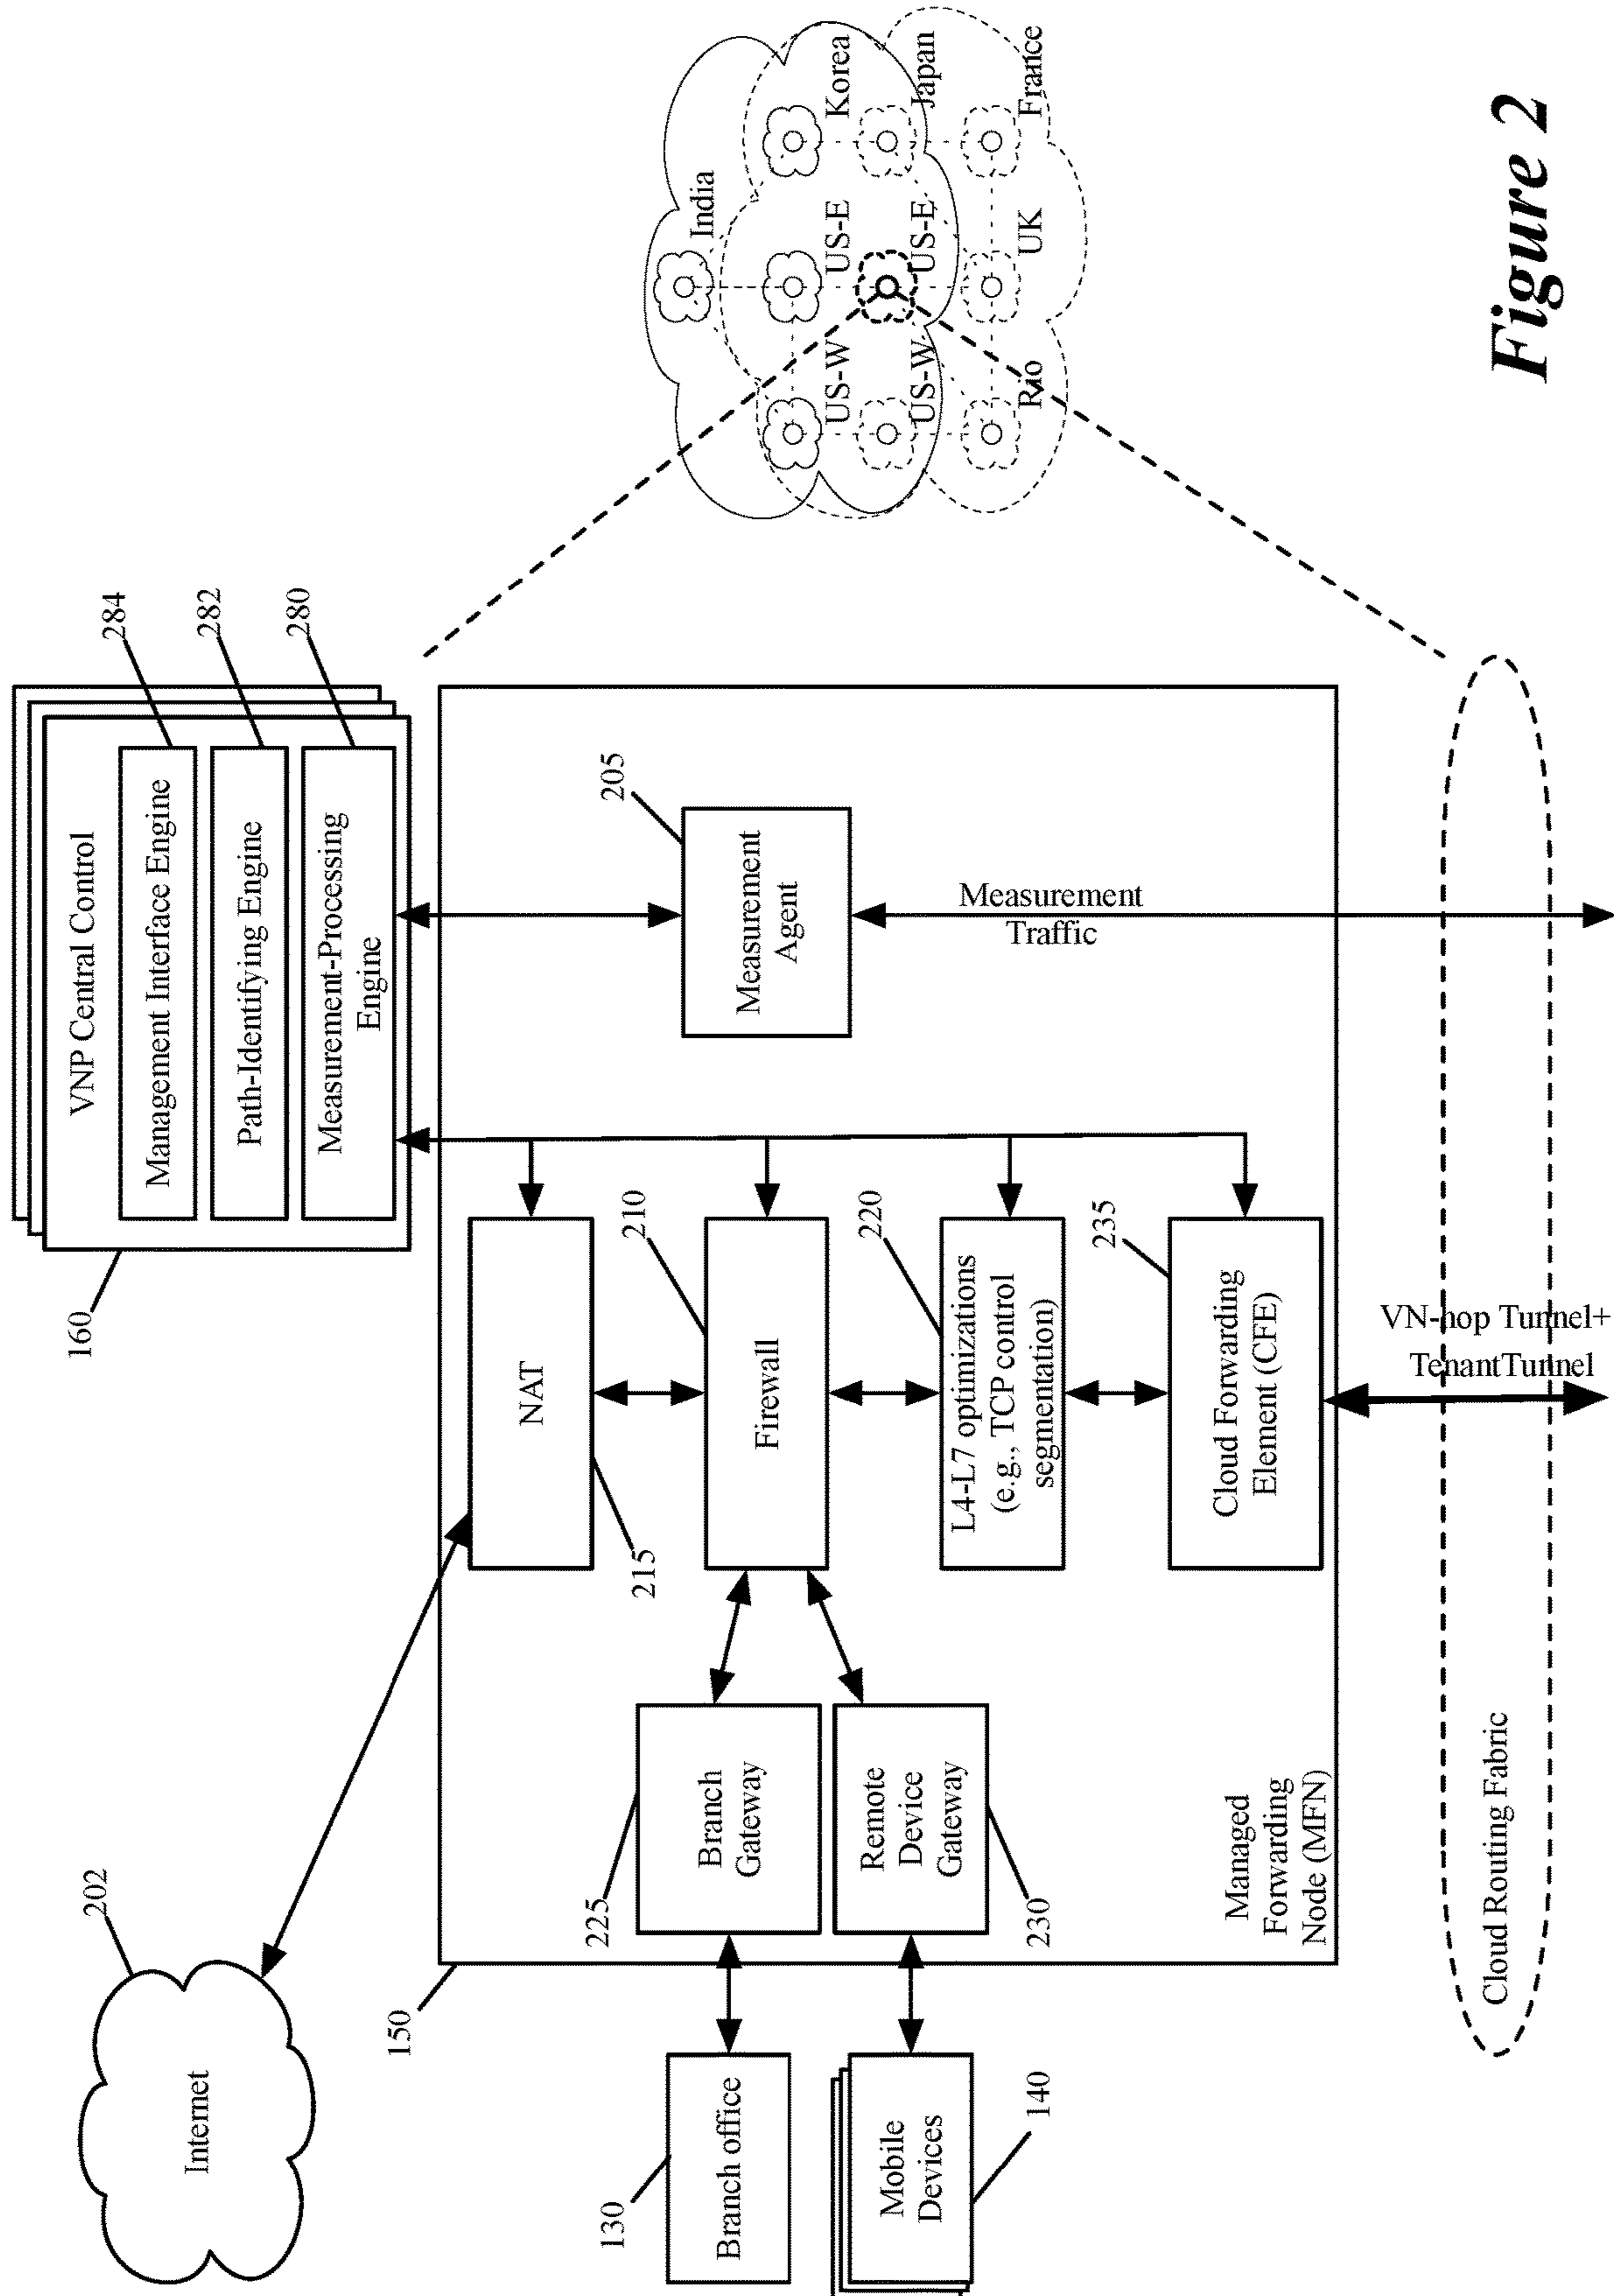 Internet
202
VNP Central Control
Management Interface Engine
Path-Identifying Engine
Measurement-Processing
Engine
160
284
282
280
150
NAT
215
Firewall
210
L4-L7 optimizations
(e.g., TCP control
segmentation)
220
Cloud Forwarding
Element (CFE)
235
Measurement
Agent
205
Measurement
Traffic
Branch office
130
Branch
Gateway
225
Mobile
Devices
140
Remote
Device
Gateway
230
Managed
Forwarding
Node (MFN)
VN-hop Tunnel+
TenantTunnel
Cloud Routing Fabric
India
US-W
US-E
Korea
US-W
US-E
Japan
Rio
UK
France
Figure 2